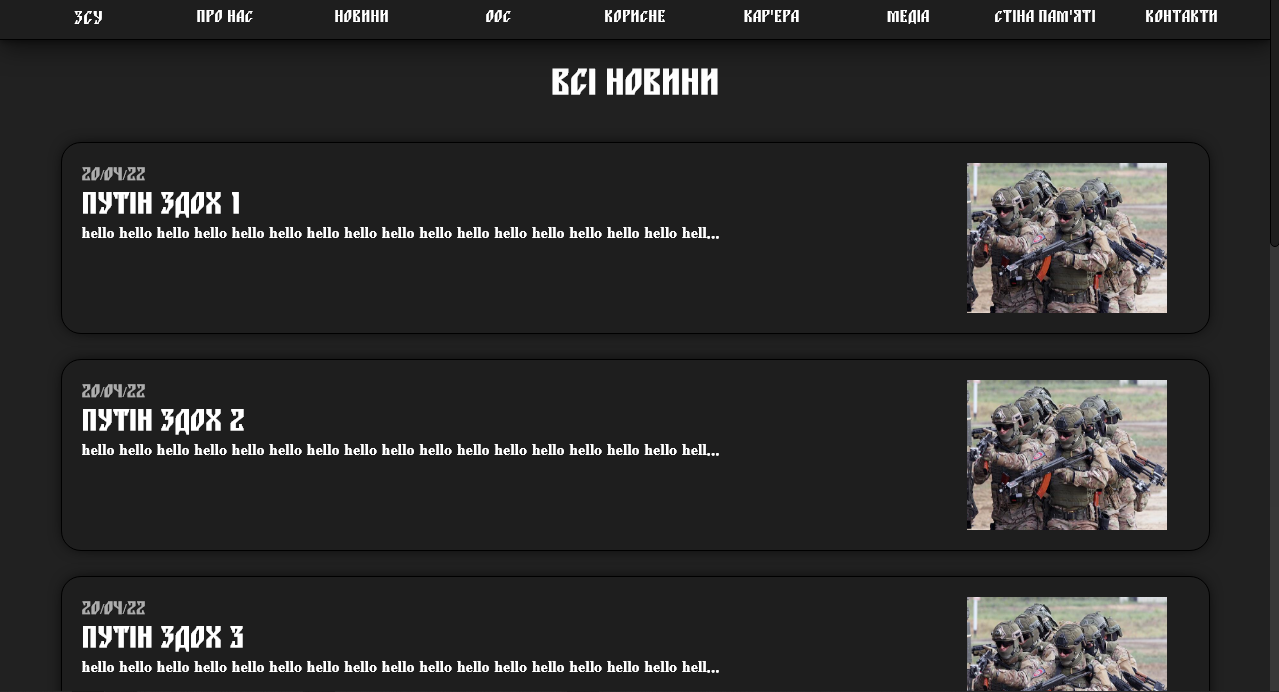 ЗСУ ПРО НАС НОВИНИ ООС КОРИСНЕ КАР'ЄРА МЕДІА СТІНА ПАМ'ЯТІ КОНТАКТИ
ВСІ НОВИНИ
20/04/22
ПУТІН ЗДОХ 1
hello hello hello hello hello hello hello hello hello hello hello hello hello hello hello hello hell...
20/04/22
ПУТІН ЗДОХ 2
hello hello hello hello hello hello hello hello hello hello hello hello hello hello hello hello hell...
20/04/22
ПУТІН ЗДОХ 3
hello hello hello hello hello hello hello hello hello hello hello hello hello hello hello hello hell...